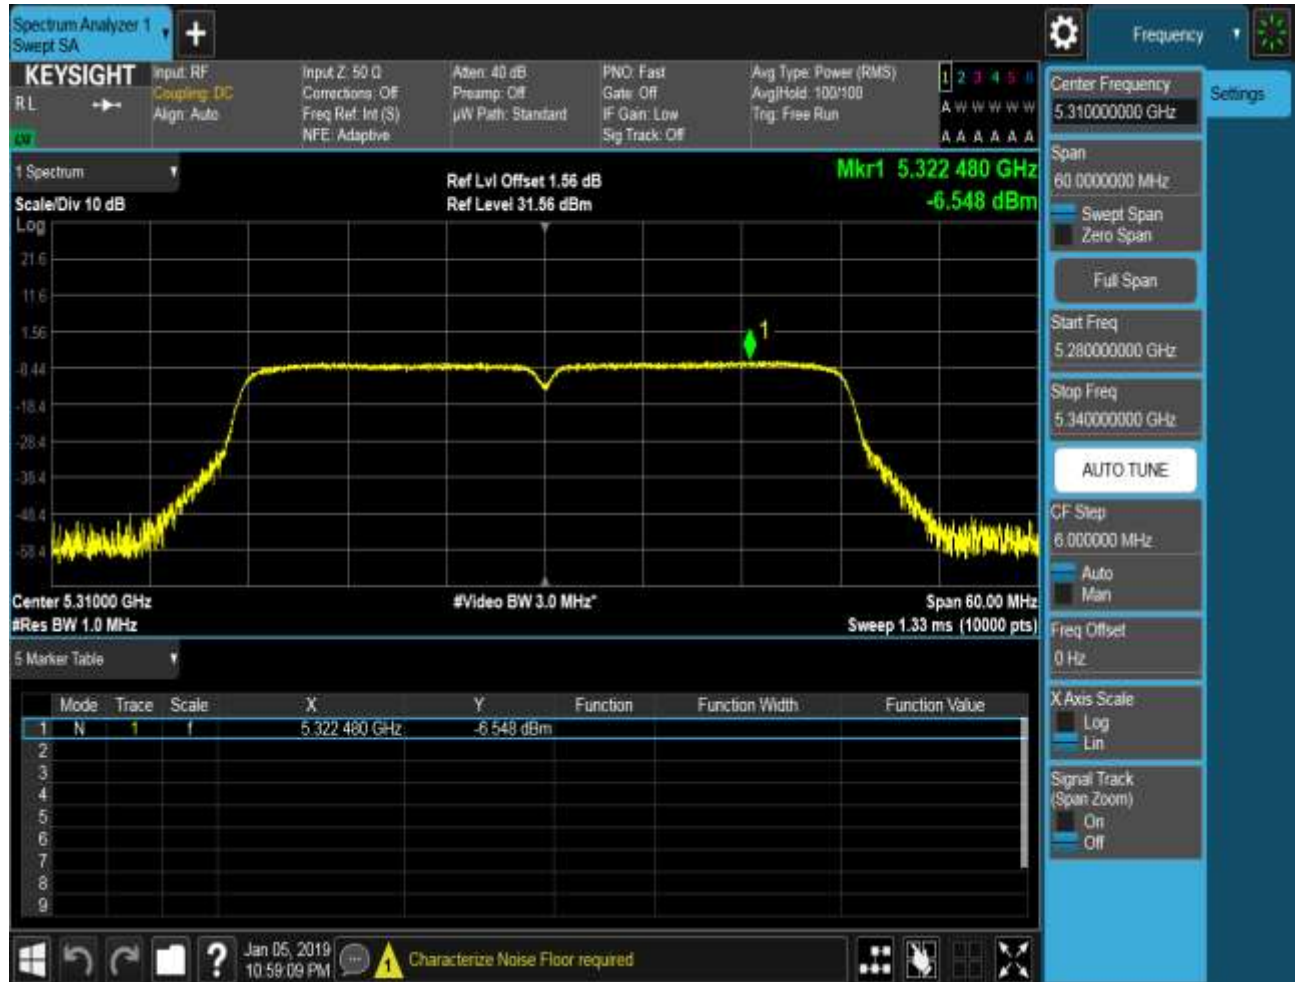 Spectrum Analyzer 1
Swept SA
Frequency
KEYSIGHT
R L
Input: RF
Coupling: DC
Align: Auto
Input Z: 50 Ω
Corrections: Off
Freq Ref: Int (S)
NFE: Adaptive
Atten: 40 dB
Preamp: Off
µW Path: Standard
PNO: Fast
Gate: Off
IF Gain: Low
Sig Track: Off
Avg Type: Power (RMS)
Avg|Hold: 100/100
Trig: Free Run
1 2 3 4 5 6
A W W W W W
A A A A A A
1 Spectrum
Scale/Div 10 dB
Ref Lvl Offset 1.56 dB
Ref Level 31.56 dBm
Mkr1 5.322 480 GHz
-6.548 dBm
Log
21.6
11.6
1.56
-8.44
-18.4
-28.4
-38.4
-48.4
-58.4
1
Center 5.31000 GHz
#Res BW 1.0 MHz
#Video BW 3.0 MHz*
Span 60.00 MHz
Sweep 1.33 ms (10000 pts)
5 Marker Table
Mode Trace Scale X Y Function Function Width Function Value
1 N 1 f 5.322 480 GHz -6.548 dBm
2
3
4
5
6
7
8
9
Jan 05, 2019
10:59:09 PM
Characterize Noise Floor required
Center Frequency
5.310000000 GHz
Settings
Span
60.0000000 MHz
Swept Span
Zero Span
Full Span
Start Freq
5.280000000 GHz
Stop Freq
5.340000000 GHz
AUTO TUNE
CF Step
6.000000 MHz
Auto
Man
Freq Offset
0 Hz
X Axis Scale
Log
Lin
Signal Track
(Span Zoom)
On
Off